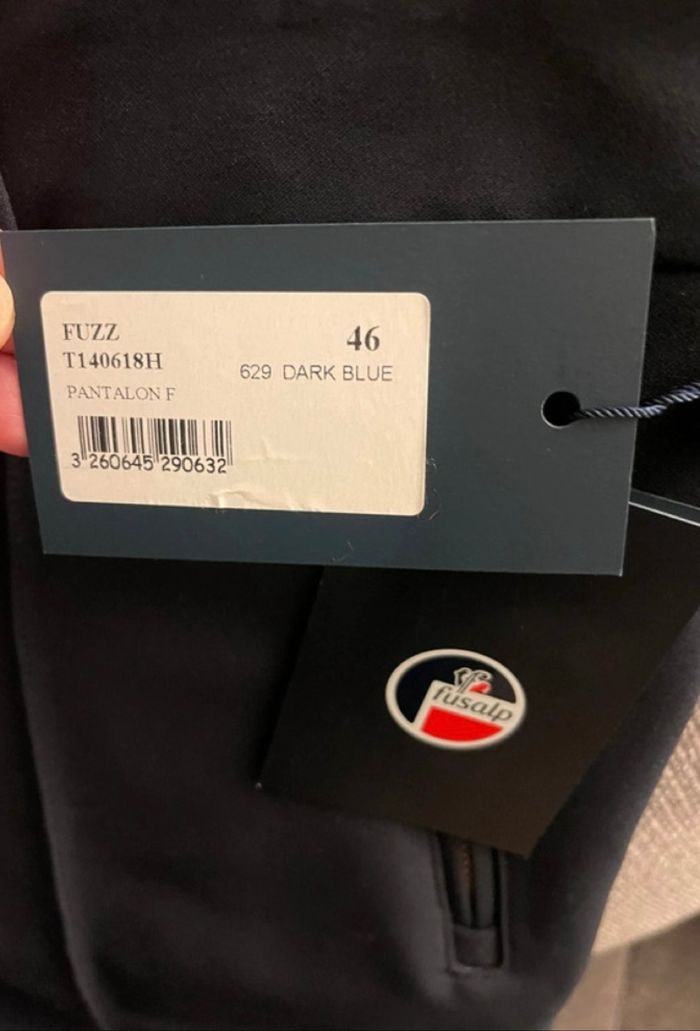 FUZZ
46
T140618H
629 DARK BLUE
PANTALON F
3 260645 290632
fusalp